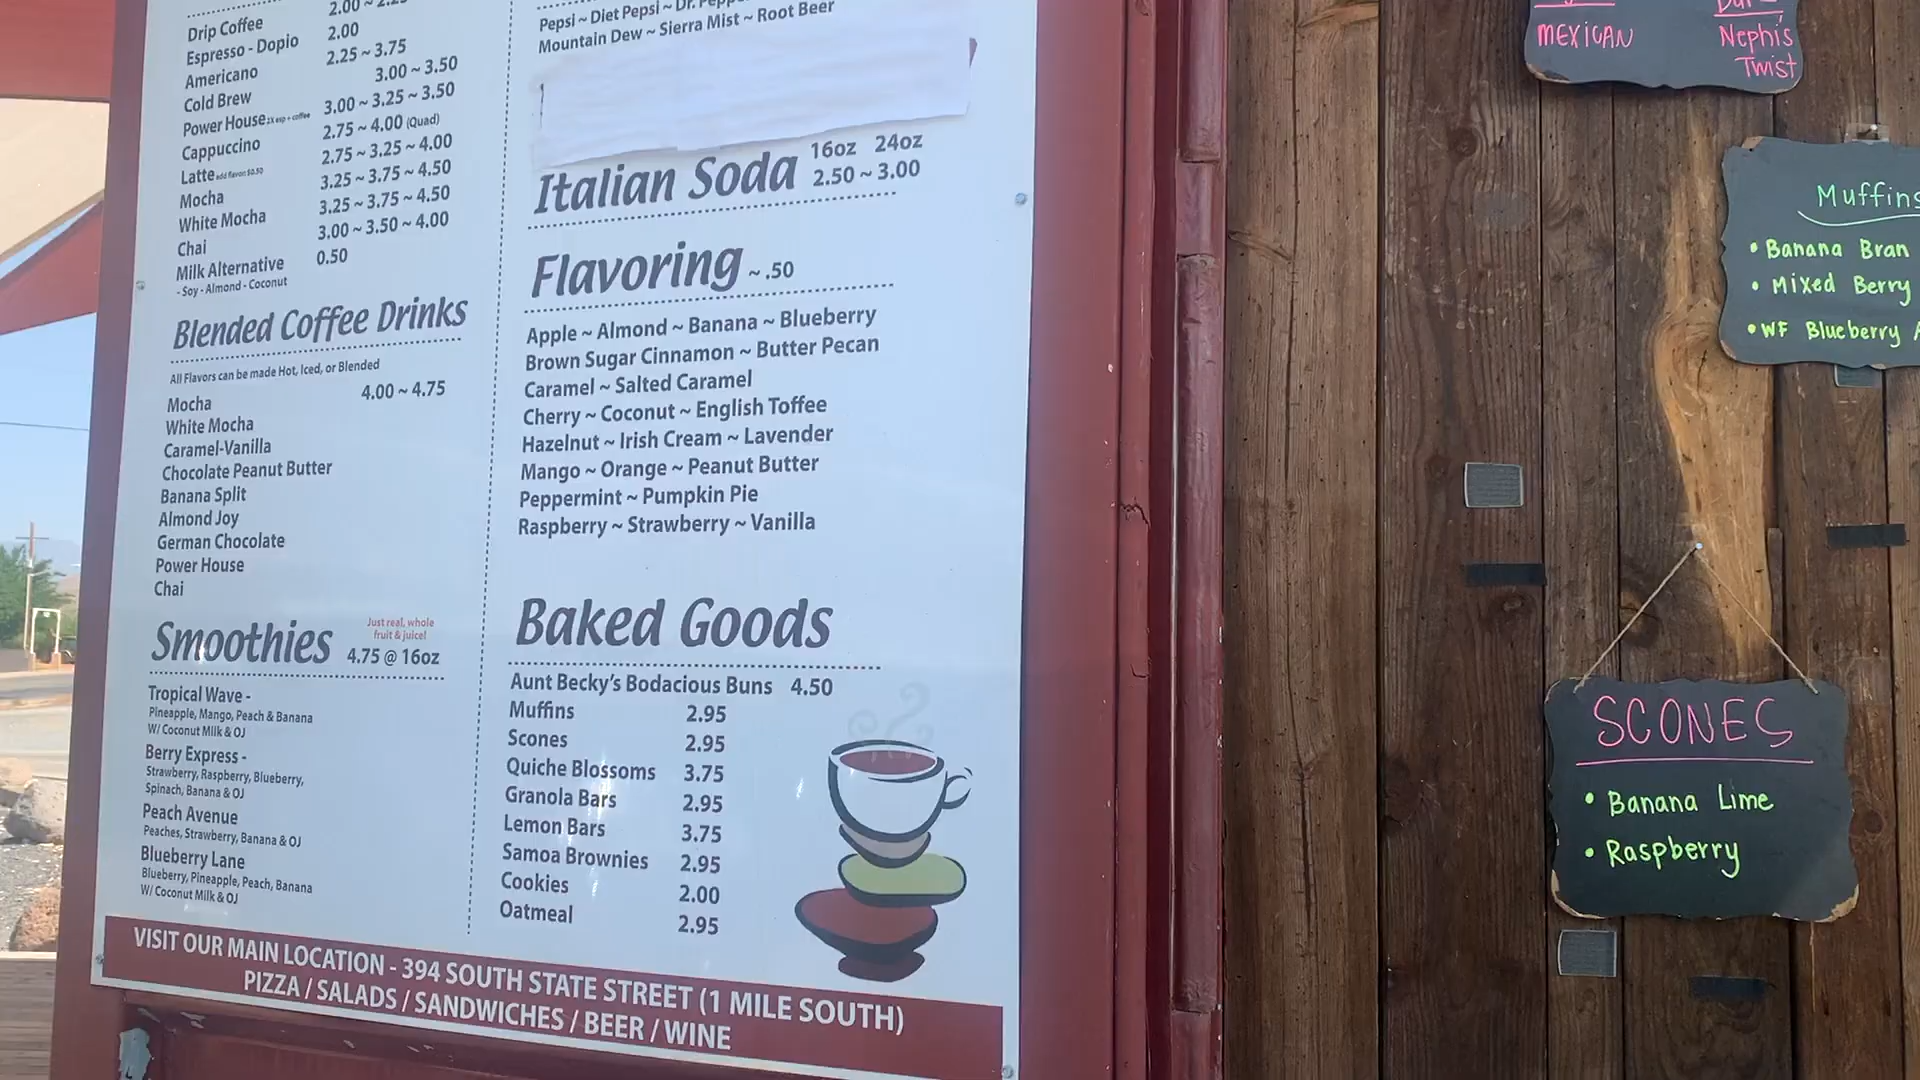 2.00 ~ 2.25
Drip Coffee
Espresso - Dopio 2.00
Americano 2.25 ~ 3.75
Cold Brew 3.00 ~ 3.50
Power House 2X esp + coffee 3.00 ~ 3.25 ~ 3.50
Cappuccino 2.75 ~ 4.00 (Quad)
Latte add flavor $0.50 2.75 ~ 3.25 ~ 4.00
Mocha 3.25 ~ 3.75 ~ 4.50
White Mocha 3.25 ~ 3.75 ~ 4.50
Chai 3.00 ~ 3.50 ~ 4.00
Milk Alternative 0.50
- Soy - Almond - Coconut
Blended Coffee Drinks
All Flavors can be made Hot, Iced, or Blended
Mocha 4.00 ~ 4.75
White Mocha
Caramel-Vanilla
Chocolate Peanut Butter
Banana Split
Almond Joy
German Chocolate
Power House
Chai
Smoothies
Just real, whole
fruit & juice!
4.75 @ 16oz
Tropical Wave -
Pineapple, Mango, Peach & Banana
W/ Coconut Milk & OJ
Berry Express -
Strawberry, Raspberry, Blueberry,
Spinach, Banana & OJ
Peach Avenue
Peaches, Strawberry, Banana & OJ
Blueberry Lane
Blueberry, Pineapple, Peach, Banana
W/ Coconut Milk & OJ
Pepsi ~ Diet Pepsi ~ Dr. Pepper
Mountain Dew ~ Sierra Mist ~ Root Beer
Italian Soda
16oz 24oz
2.50 ~ 3.00
Flavoring ~ .50
Apple ~ Almond ~ Banana ~ Blueberry
Brown Sugar Cinnamon ~ Butter Pecan
Caramel ~ Salted Caramel
Cherry ~ Coconut ~ English Toffee
Hazelnut ~ Irish Cream ~ Lavender
Mango ~ Orange ~ Peanut Butter
Peppermint ~ Pumpkin Pie
Raspberry ~ Strawberry ~ Vanilla
Baked Goods
Aunt Becky's Bodacious Buns 4.50
Muffins 2.95
Scones 2.95
Quiche Blossoms 3.75
Granola Bars 2.95
Lemon Bars 3.75
Samoa Brownies 2.95
Cookies 2.00
Oatmeal 2.95
VISIT OUR MAIN LOCATION - 394 SOUTH STATE STREET (1 MILE SOUTH)
PIZZA / SALADS / SANDWICHES / BEER / WINE
MEXICAN
Nephi's
Twist
Muffins
• Banana Bran
• Mixed Berry
• WF Blueberry
SCONES
• Banana Lime
• Raspberry